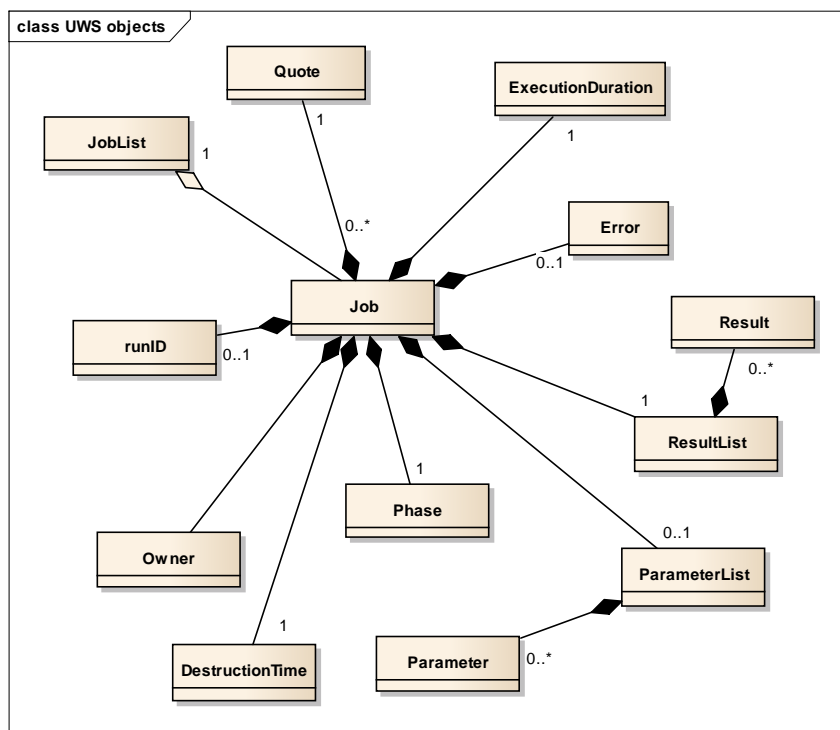 class UWS objects
Quote
ExecutionDuration
1
1
JobList
1
0..*
Error
0..1
Job
runID
0..1
Result
0..*
1
ResultList
1
Phase
Owner
0..1
ParameterList
1
DestructionTime
Parameter
0..*